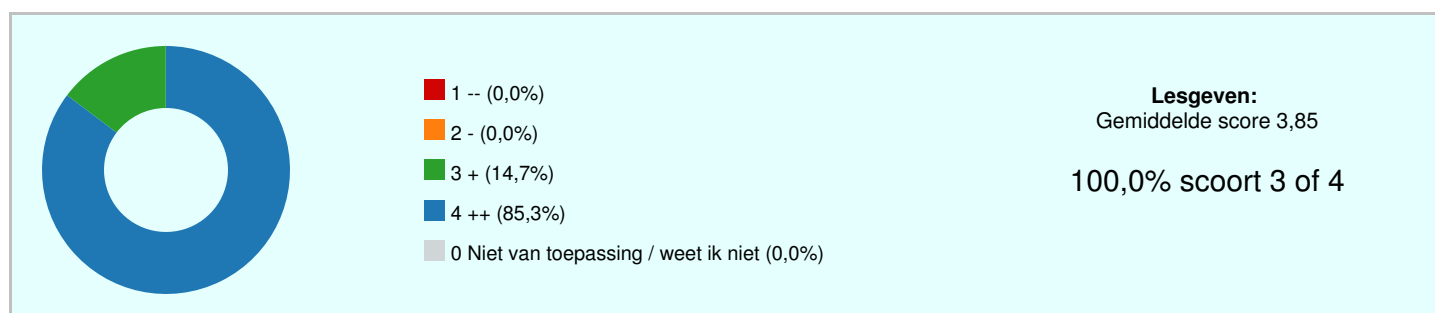 1 -- (0,0%)
2 - (0,0%)
3 + (14,7%)
4 ++ (85,3%)
0 Niet van toepassing / weet ik niet (0,0%)
Lesgeven:
Gemiddelde score 3,85
100,0% scoort 3 of 4